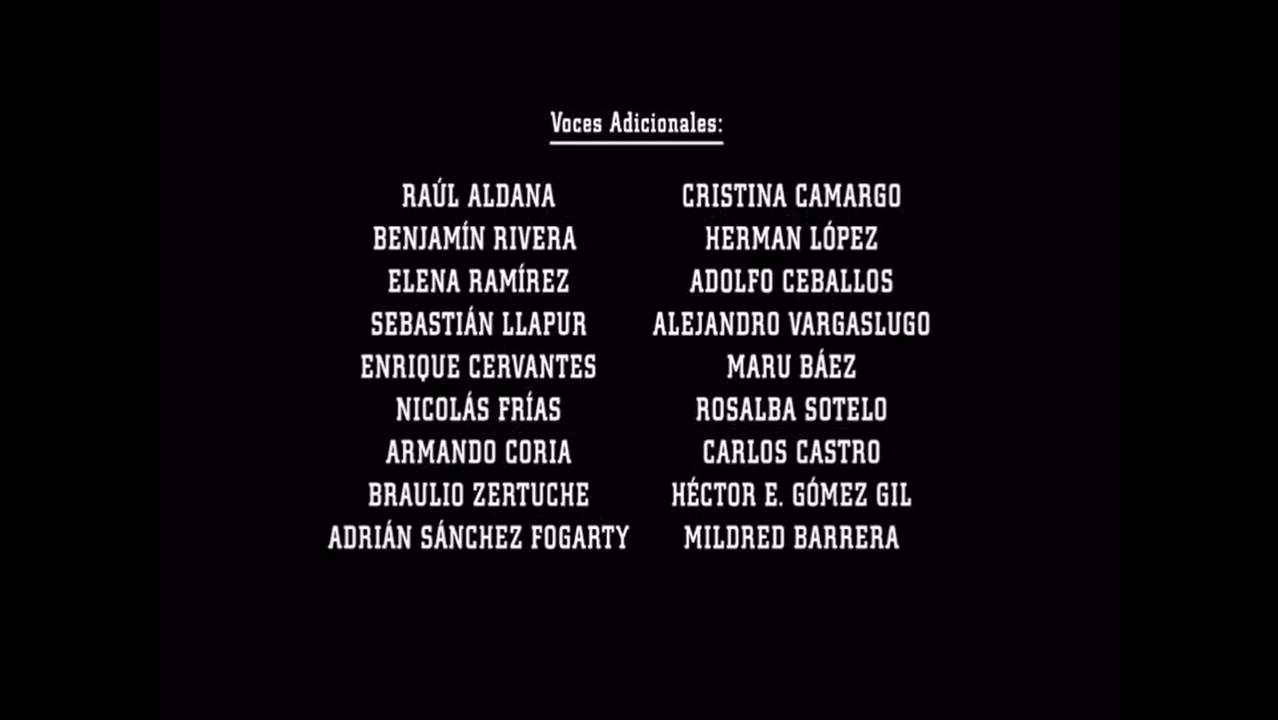 Voces Adicionales:
RAÚL ALDANA CRISTINA CAMARGO
BENJAMÍN RIVERA HERMAN LÓPEZ
ELENA RAMÍREZ ADOLFO CEBALLOS
SEBASTIÁN LLAPUR ALEJANDRO VARGASLUGO
ENRIQUE CERVANTES MARU BÁEZ
NICOLÁS FRÍAS ROSALBA SOTELO
ARMANDO CORIA CARLOS CASTRO
BRAULIO ZERTUCHE HÉCTOR E. GÓMEZ GIL
ADRIÁN SÁNCHEZ FOGARTY MILDRED BARRERA